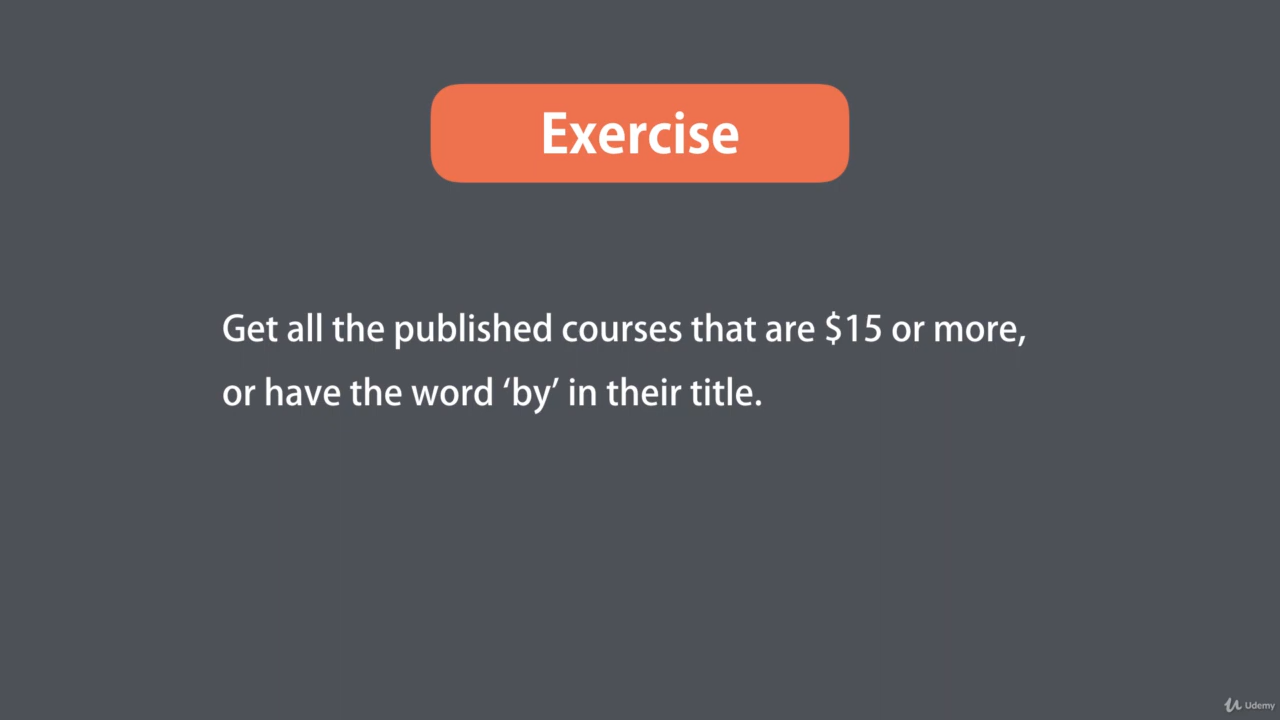 Exercise
Get all the published courses that are $15 or more,
or have the word ‘by’ in their title.
Udemy